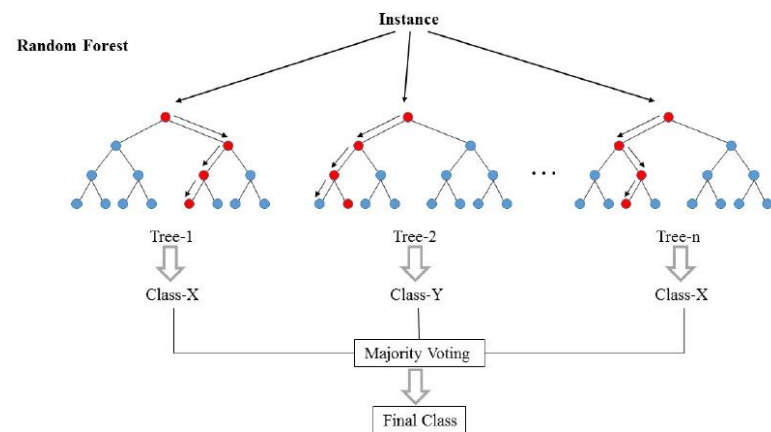 Instance
Random Forest
...
Tree-1
Tree-2
Tree-n
Class-X
Class-Y
Class-X
Majority Voting
Final Class